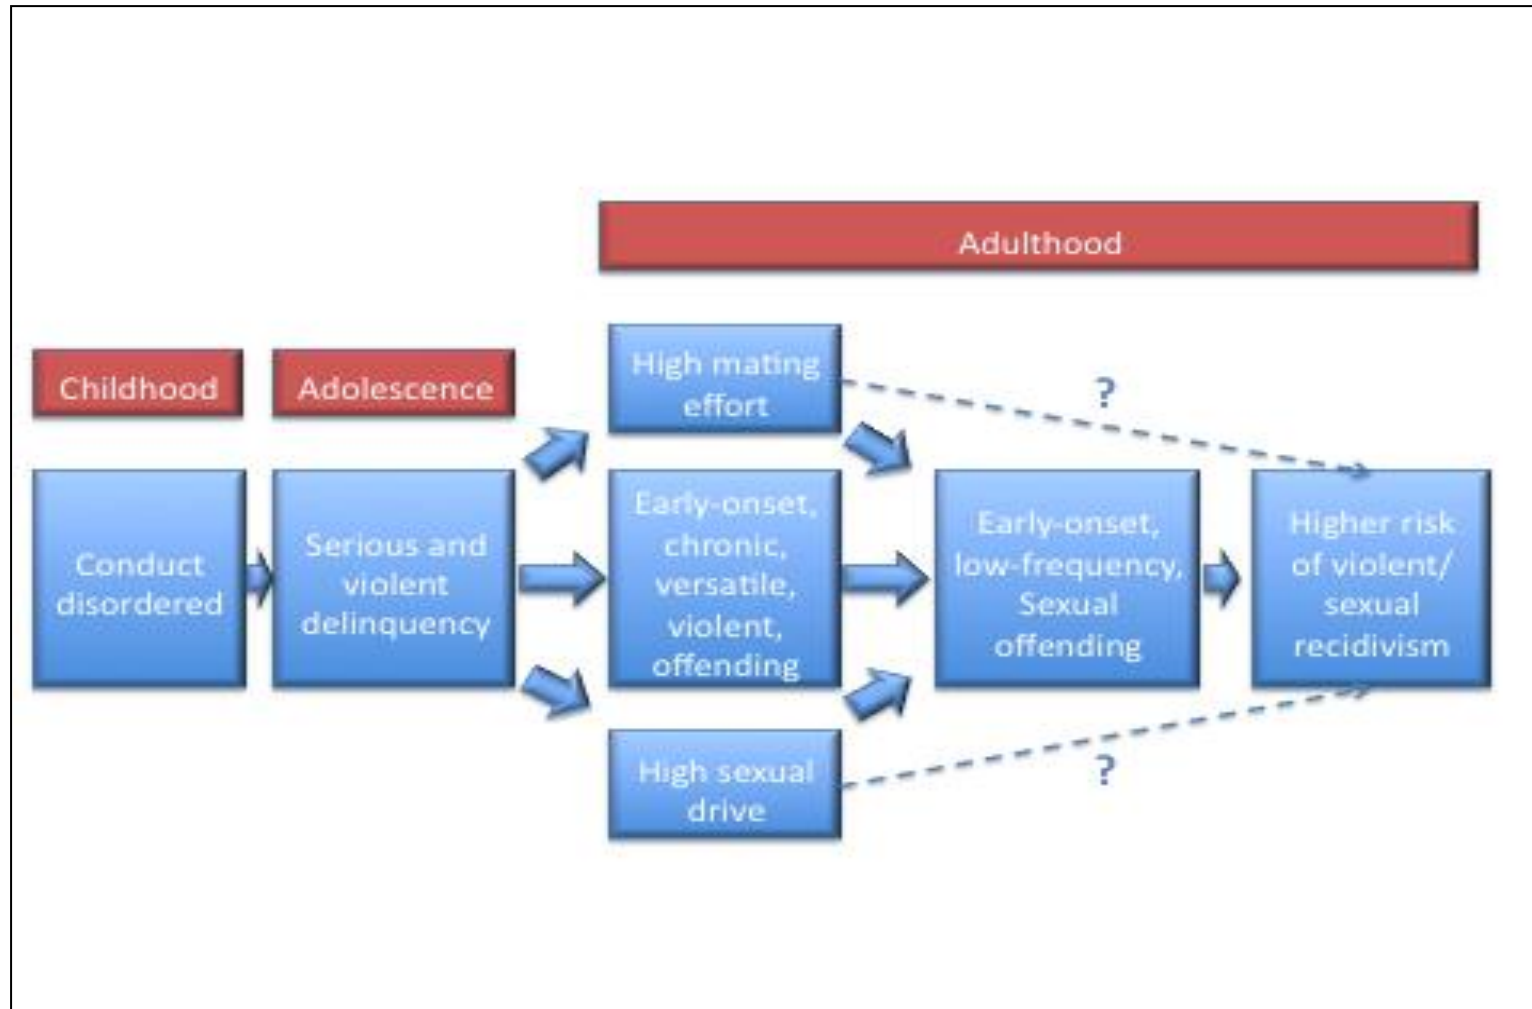 Adulthood
Childhood
Adolescence
High mating
effort
?
Conduct
disordered
Serious and
violent
delinquency
Early-onset,
chronic,
versatile,
violent,
offending
Early-onset,
low-frequency,
Sexual
offending
Higher risk
of violent/
sexual
recidivism
High sexual
drive
?